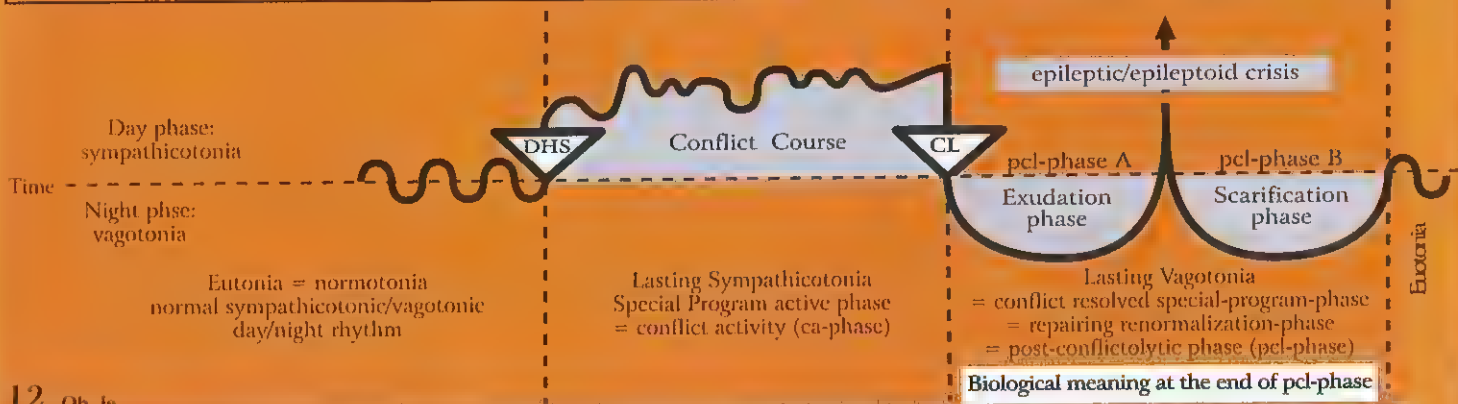 epileptic/epileptoid crisis
Day phase:
sympathicotonia
DHS
Conflict Course
CL
pcl-phase A
pcl-phase B
Time
Exudation
phase
Scarification
phase
Night phse:
vagotonia
Eutonia = normotonia
normal sympathicotonic/vagotonic
day/night rhythm
Lasting Sympathicotonia
Special Program active phase
= conflict activity (ca-phase)
Lasting Vagotonia
= conflict resolved special-program-phase
= repairing renormalization-phase
= post-conflictolytic phase (pcl-phase)
Biological meaning at the end of pcl-phase
12